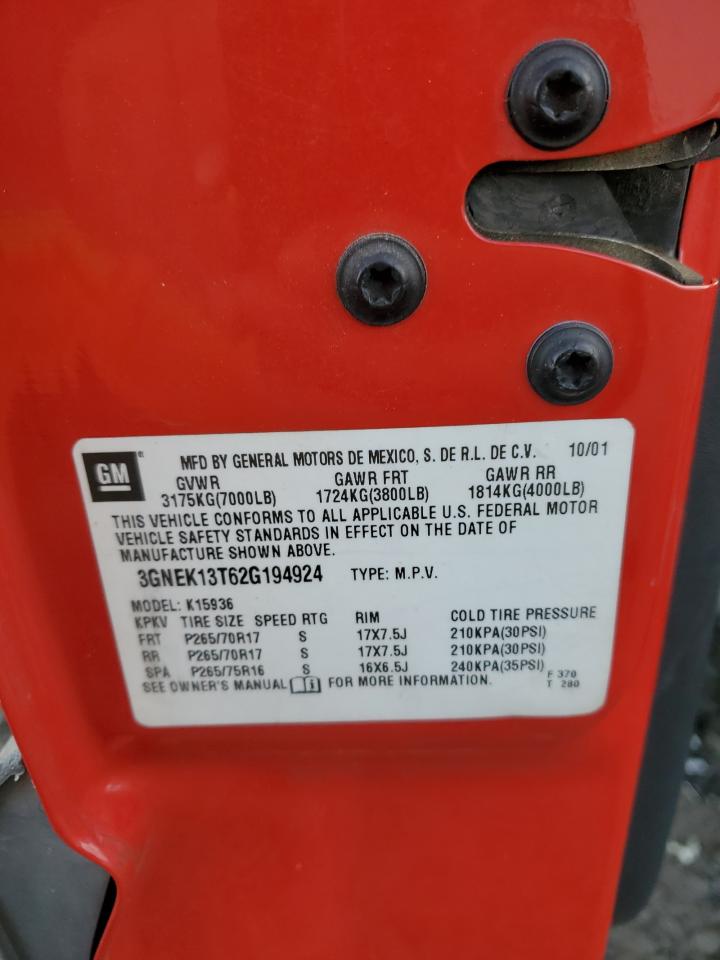 GM
MFD BY GENERAL MOTORS DE MEXICO, S. DE R.L. DE C.V. 10/01
GVWR GAWR FRT GAWR RR
3175KG(7000LB) 1724KG(3800LB) 1814KG(4000LB)
THIS VEHICLE CONFORMS TO ALL APPLICABLE U.S. FEDERAL MOTOR
VEHICLE SAFETY STANDARDS IN EFFECT ON THE DATE OF
MANUFACTURE SHOWN ABOVE.
3GNEK13T62G194924 TYPE: M.P.V.
MODEL: K15936
KPKV TIRE SIZE SPEED RTG RIM COLD TIRE PRESSURE
FRT P265/70R17 S 17X7.5J 210KPA(30PSI)
RR P265/70R17 S 17X7.5J 210KPA(30PSI)
SPA P265/75R16 S 16X6.5J 240KPA(35PSI) F 370
SEE OWNER'S MANUAL FOR MORE INFORMATION. T 280